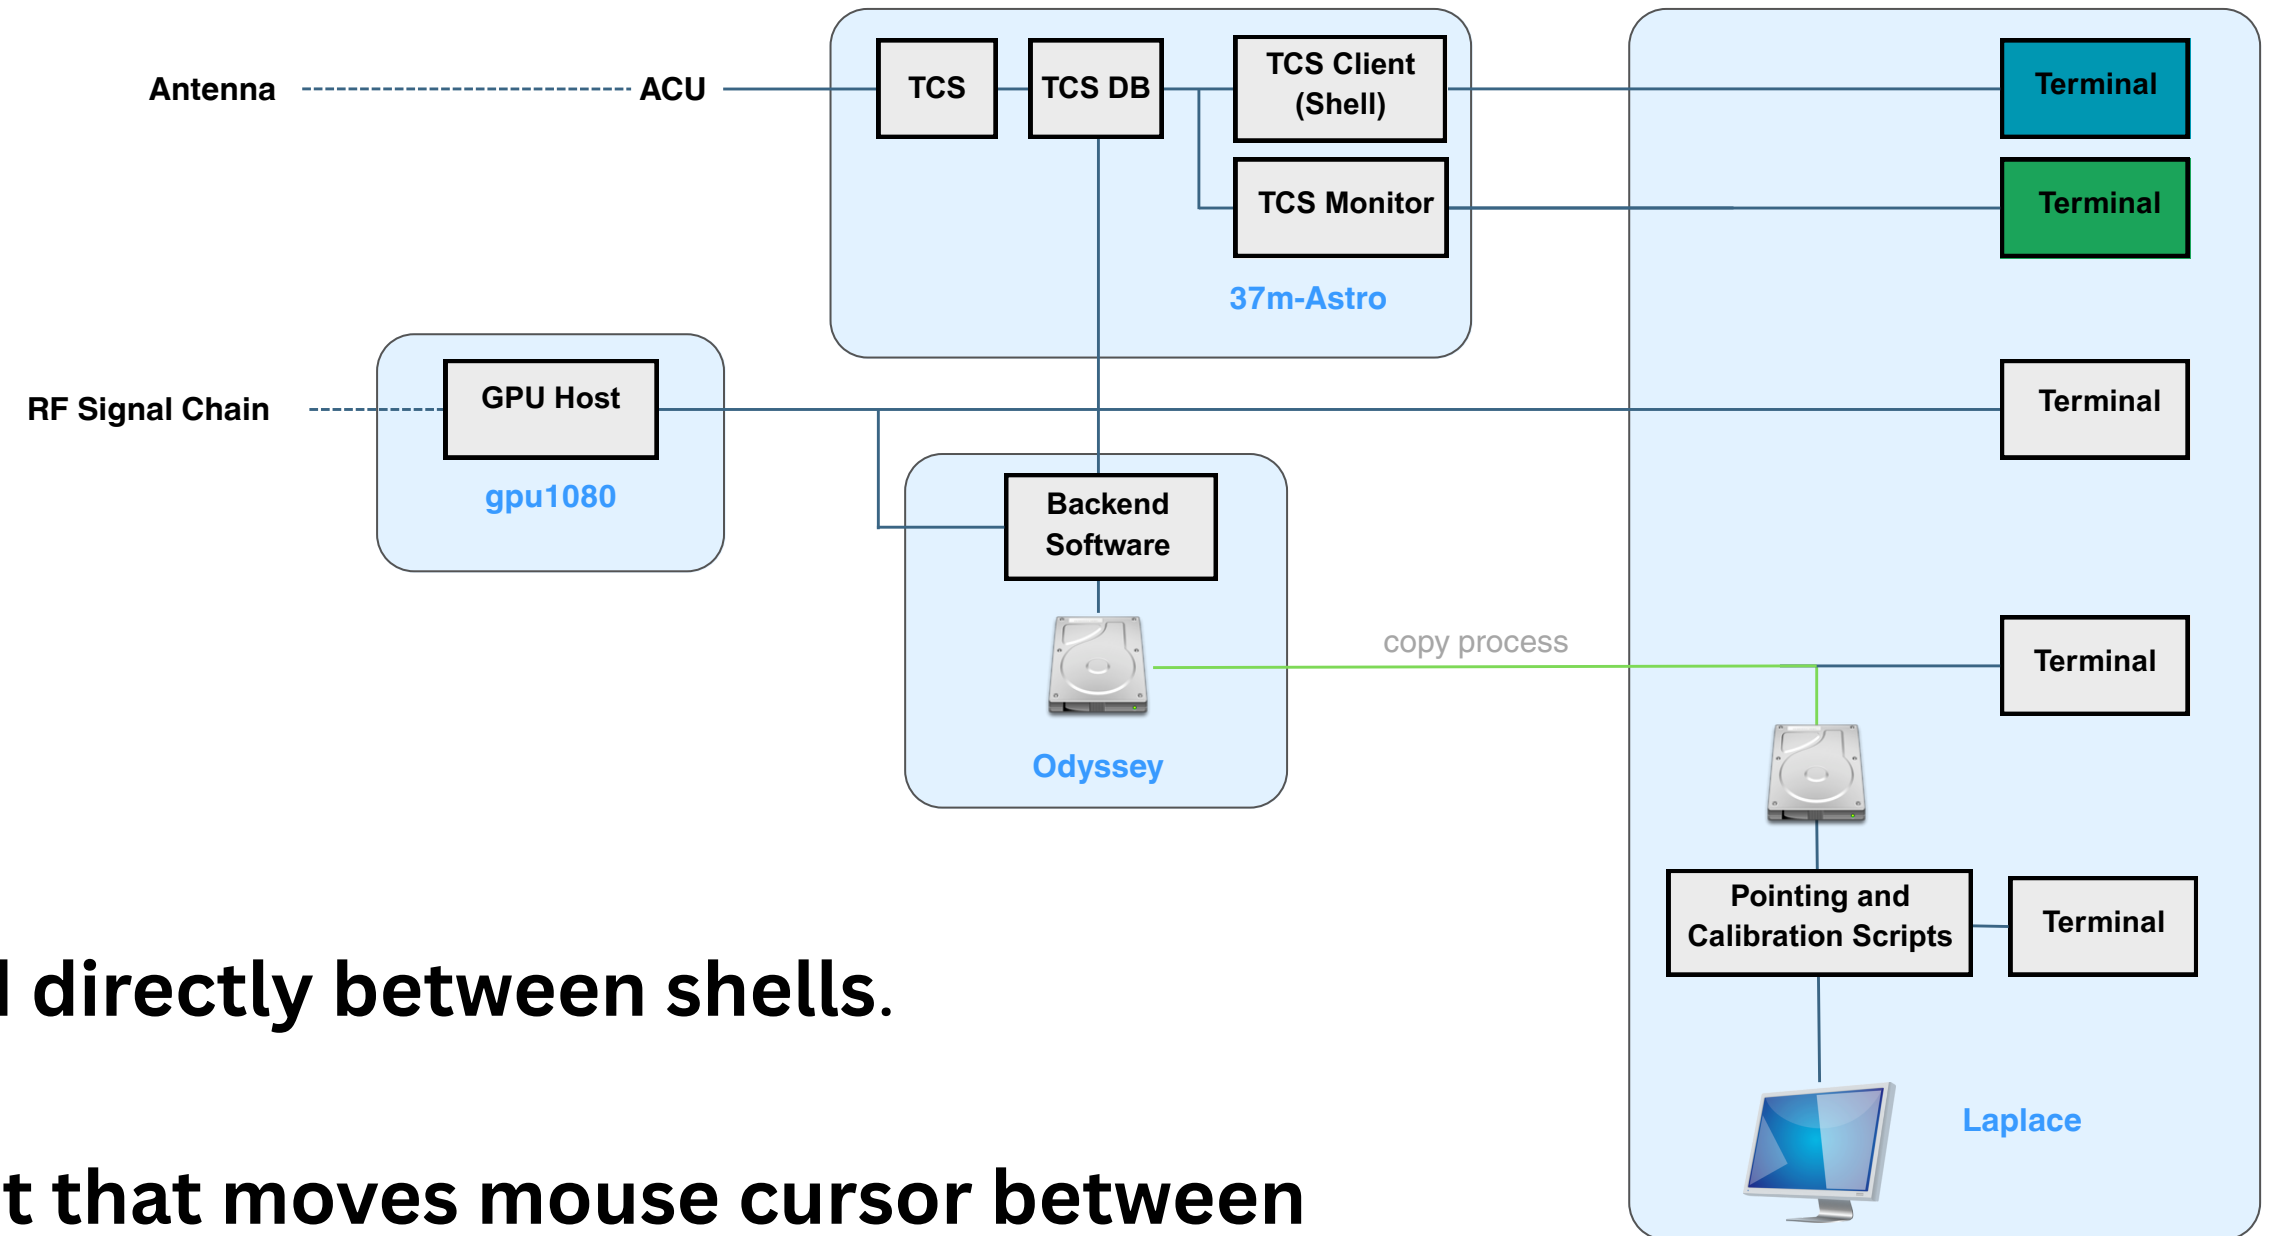 Antenna
ACU
TCS
TCS DB
TCS Client
(Shell)
Terminal
TCS Monitor
Terminal
37m-Astro
RF Signal Chain
GPU Host
Terminal
gpu1080
Backend
Software
copy process
Terminal
Odyssey
Pointing and
Calibration Scripts
Terminal
directly between shells.
Laplace
that moves mouse cursor between